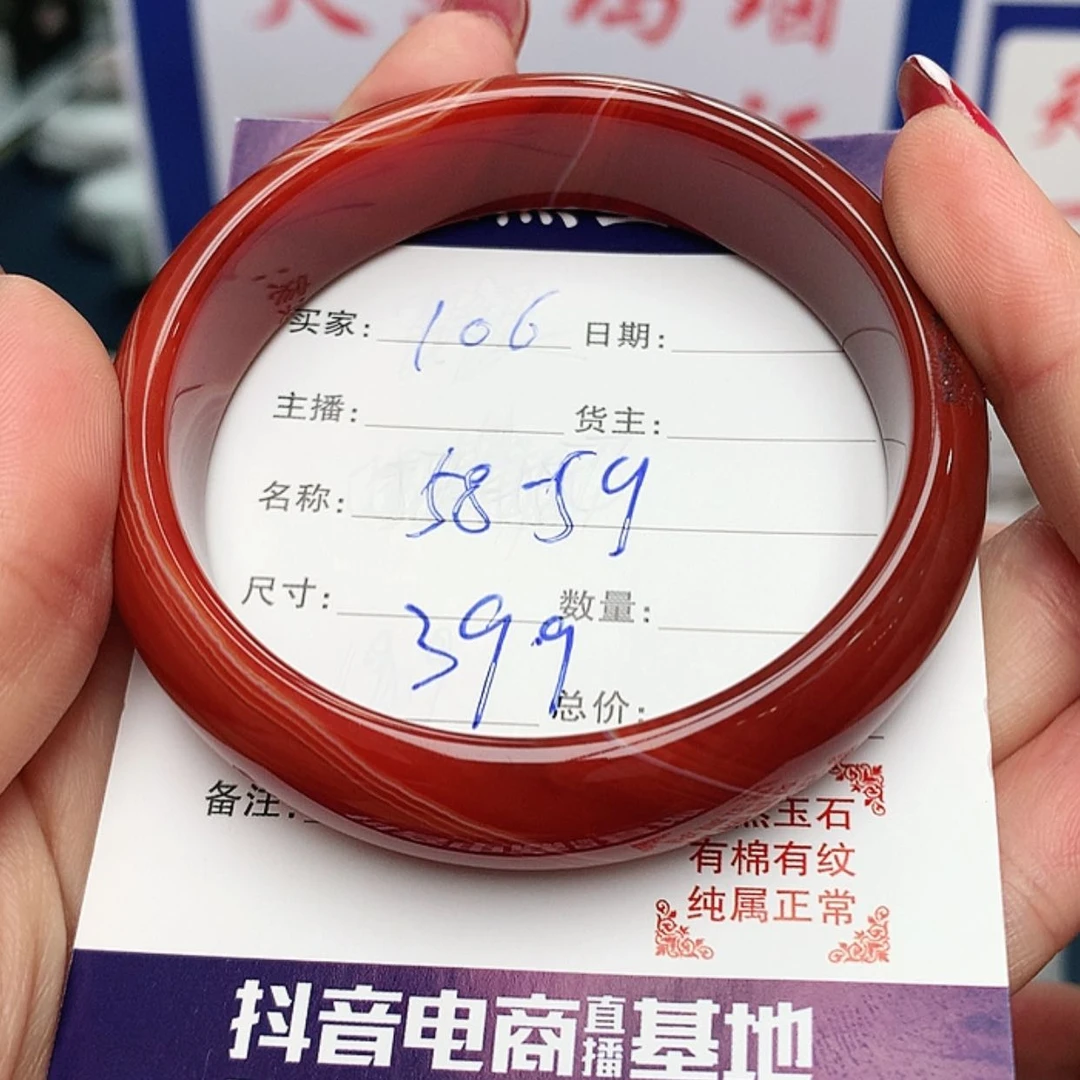 买家: 106 日期:
主播: 货主:
名称: 58-59
尺寸: 数量:
399
总价:
备注:
玉石
有棉有纹
纯属正常
抖音电商直播基地